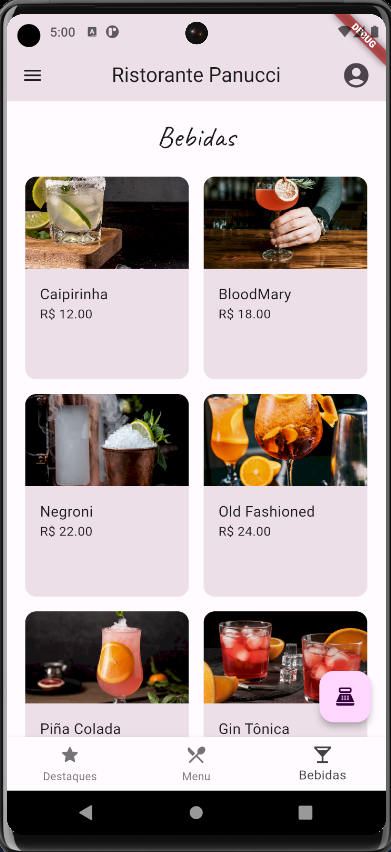 5:00
DEBUG
Ristorante Panucci
Bebidas
Caipirinha
R$ 12.00
BloodMary
R$ 18.00
Negroni
R$ 22.00
Old Fashioned
R$ 24.00
Piña Colada
Gin Tônica
Destaques
Menu
Bebidas